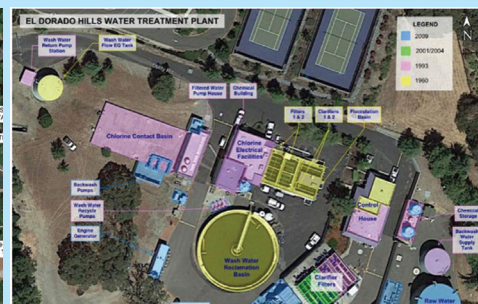 EL DORADO HILLS WATER TREATMENT PLANT
LEGEND
2009
2001/2004
1993
1960
N
Wash Water
Return Pump
Station
Wash Water
Flow EQ Tank
Filtered Water
Pump House
Chemical
Building
Filters
1 & 2
Clarifiers
1 & 2
Flocculation
Basin
Chlorine Contact Basin
Chlorine
Electrical
Facilities
Backwash
Pumps
Wash Water
Recycle
Pumps
Engine
Generator
Control
House
Chemical
Storage
Backwash
Water
Supply
Tank
Wash Water
Reclamation
Basin
Clarifier
Filters
Raw Water